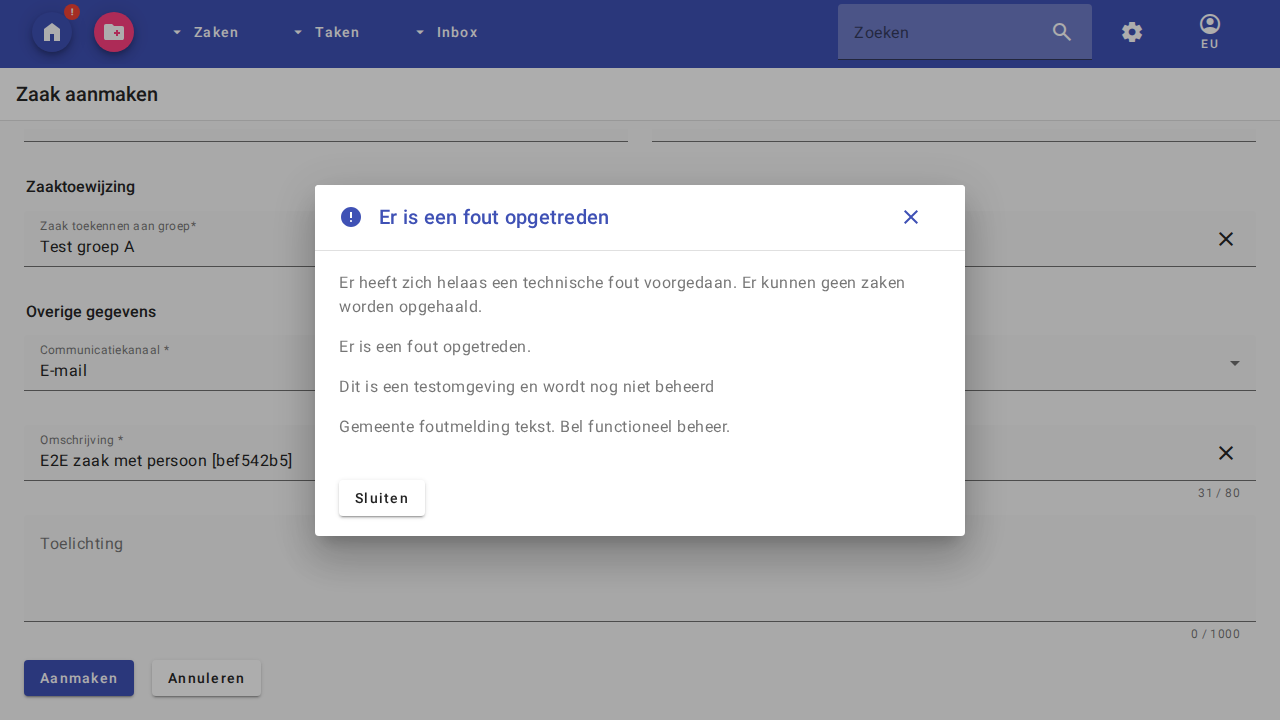 !
Zaken
Taken
Inbox
Zoeken
EU
Zaak aanmaken
Zaaktoewijzing
Zaak toekennen aan groep*
Test groep A
Overige gegevens
Communicatiekanaal *
E-mail
Omschrijving *
E2E zaak met persoon [bef542b5]
31 / 80
Toelichting
0 / 1000
Aanmaken
Annuleren
Er is een fout opgetreden
Er heeft zich helaas een technische fout voorgedaan. Er kunnen geen zaken
worden opgehaald.
Er is een fout opgetreden.
Dit is een testomgeving en wordt nog niet beheerd
Gemeente foutmelding tekst. Bel functioneel beheer.
Sluiten